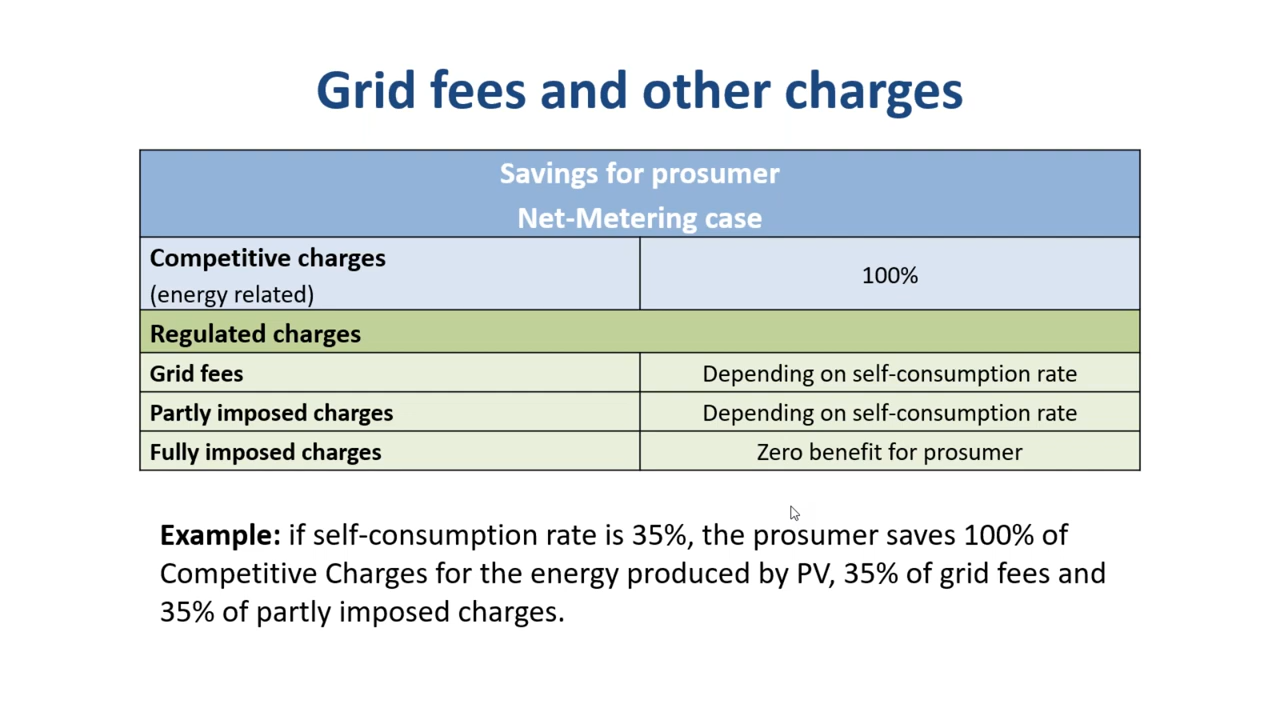 Grid fees and other charges
Savings for prosumer
Net-Metering case
Competitive charges
(energy related)
100%
Regulated charges
Grid fees
Depending on self-consumption rate
Partly imposed charges
Depending on self-consumption rate
Fully imposed charges
Zero benefit for prosumer
Example: if self-consumption rate is 35%, the prosumer saves 100% of
Competitive Charges for the energy produced by PV, 35% of grid fees and
35% of partly imposed charges.